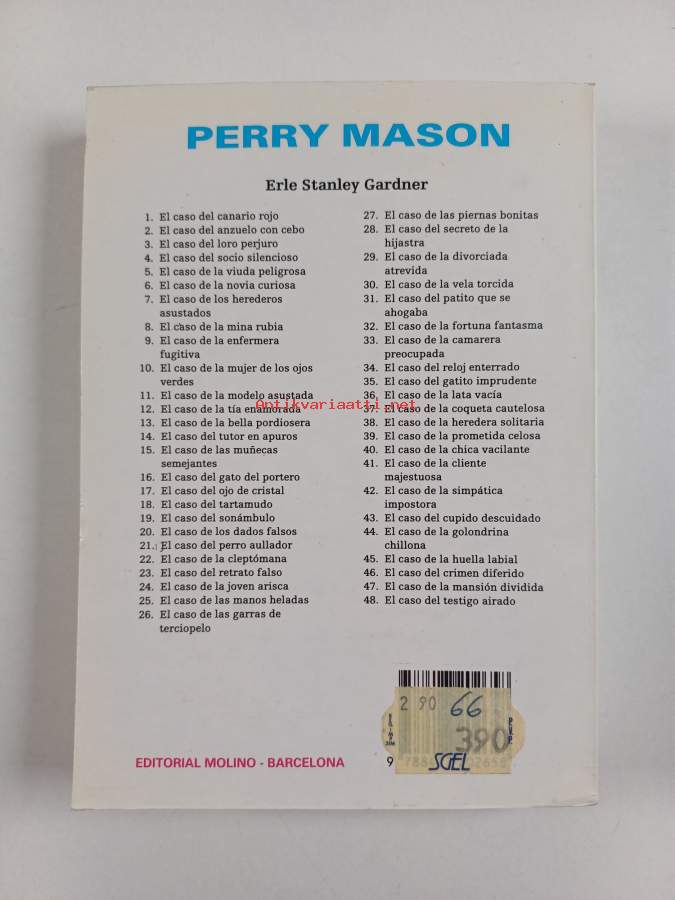 PERRY MASON
Erle Stanley Gardner
1. El caso del canario rojo
2. El caso del anzuelo con cebo
3. El caso del loro perjuro
4. El caso del socio silencioso
5. El caso de la viuda peligrosa
6. El caso de la novia curiosa
7. El caso de los herederos
asustados
8. El caso de la mina rubia
9. El caso de la enfermera
fugitiva
10. El caso de la mujer de los ojos
verdes
11. El caso de la modelo asustada
12. El caso de la tía enamorada
13. El caso de la bella pordiosera
14. El caso del tutor en apuros
15. El caso de las muñecas
semejantes
16. El caso del gato del portero
17. El caso del ojo de cristal
18. El caso del tartamudo
19. El caso del sonámbulo
20. El caso de los dados falsos
21. El caso del perro aullador
22. El caso de la cleptómana
23. El caso del retrato falso
24. El caso de la joven arisca
25. El caso de las manos heladas
26. El caso de las garras de
terciopelo
27. El caso de las piernas bonitas
28. El caso del secreto de la
hijastra
29. El caso de la divorciada
atrevida
30. El caso de la vela torcida
31. El caso del patito que se
ahogaba
32. El caso de la fortuna fantasma
33. El caso de la camarera
preocupada
34. El caso del reloj enterrado
35. El caso del gatito imprudente
36. El caso de la lata vacía
37. El caso de la coqueta cautelosa
38. El caso de la heredera solitaria
39. El caso de la prometida celosa
40. El caso de la chica vacilante
41. El caso de la cliente
majestuosa
42. El caso de la simpática
impostora
43. El caso del cupido descuidado
44. El caso de la golondrina
chillona
45. El caso de la huella labial
46. El caso del crimen diferido
47. El caso de la mansión dividida
48. El caso del testigo airado
Antikvariaatti.net
2 90 66
390
SGEL
EDITORIAL MOLINO - BARCELONA